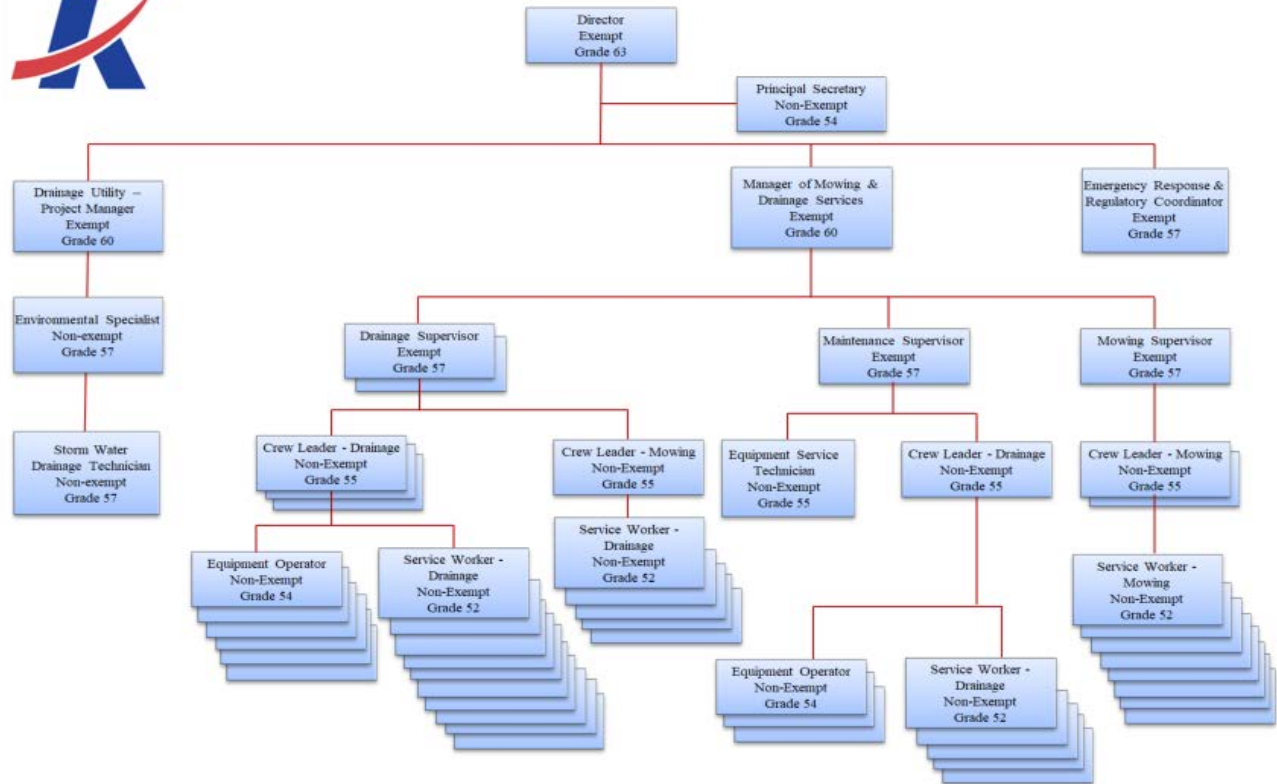 Director
Exempt
Grade 63
Principal Secretary
Non-Exempt
Grade 54
Drainage Utility –
Project Manager
Exempt
Grade 60
Manager of Mowing &
Drainage Services
Exempt
Grade 60
Emergency Response &
Regulatory Coordinator
Exempt
Grade 57
Environmental Specialist
Non-exempt
Grade 57
Drainage Supervisor
Exempt
Grade 57
Maintenance Supervisor
Exempt
Grade 57
Mowing Supervisor
Exempt
Grade 57
Storm Water
Drainage Technician
Non-exempt
Grade 57
Crew Leader - Drainage
Non-Exempt
Grade 55
Crew Leader - Mowing
Non-Exempt
Grade 55
Equipment Service
Technician
Non-Exempt
Grade 55
Crew Leader - Drainage
Non-Exempt
Grade 55
Crew Leader - Mowing
Non-Exempt
Grade 55
Equipment Operator
Non-Exempt
Grade 54
Service Worker -
Drainage
Non-Exempt
Grade 52
Service Worker -
Drainage
Non-Exempt
Grade 52
Service Worker -
Mowing
Non-Exempt
Grade 52
Equipment Operator
Non-Exempt
Grade 54
Service Worker -
Drainage
Non-Exempt
Grade 52